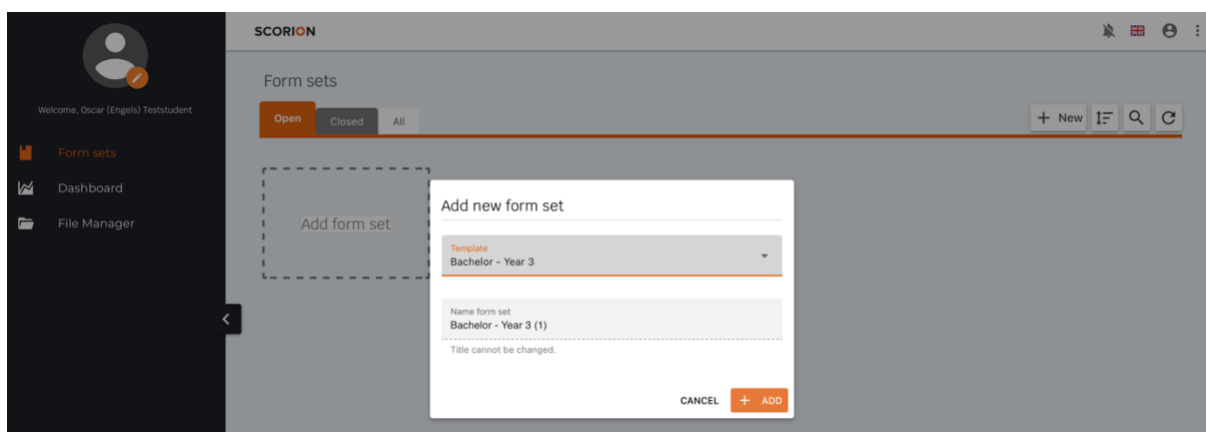 SCORION
Welcome, Oscar (Engels) Teststudent
Form sets
Dashboard
File Manager
Form sets
Open
Closed
All
+ New
Add form set
Add new form set
Template
Bachelor - Year 3
Name form set
Bachelor - Year 3 (1)
Title cannot be changed.
CANCEL
+ ADD